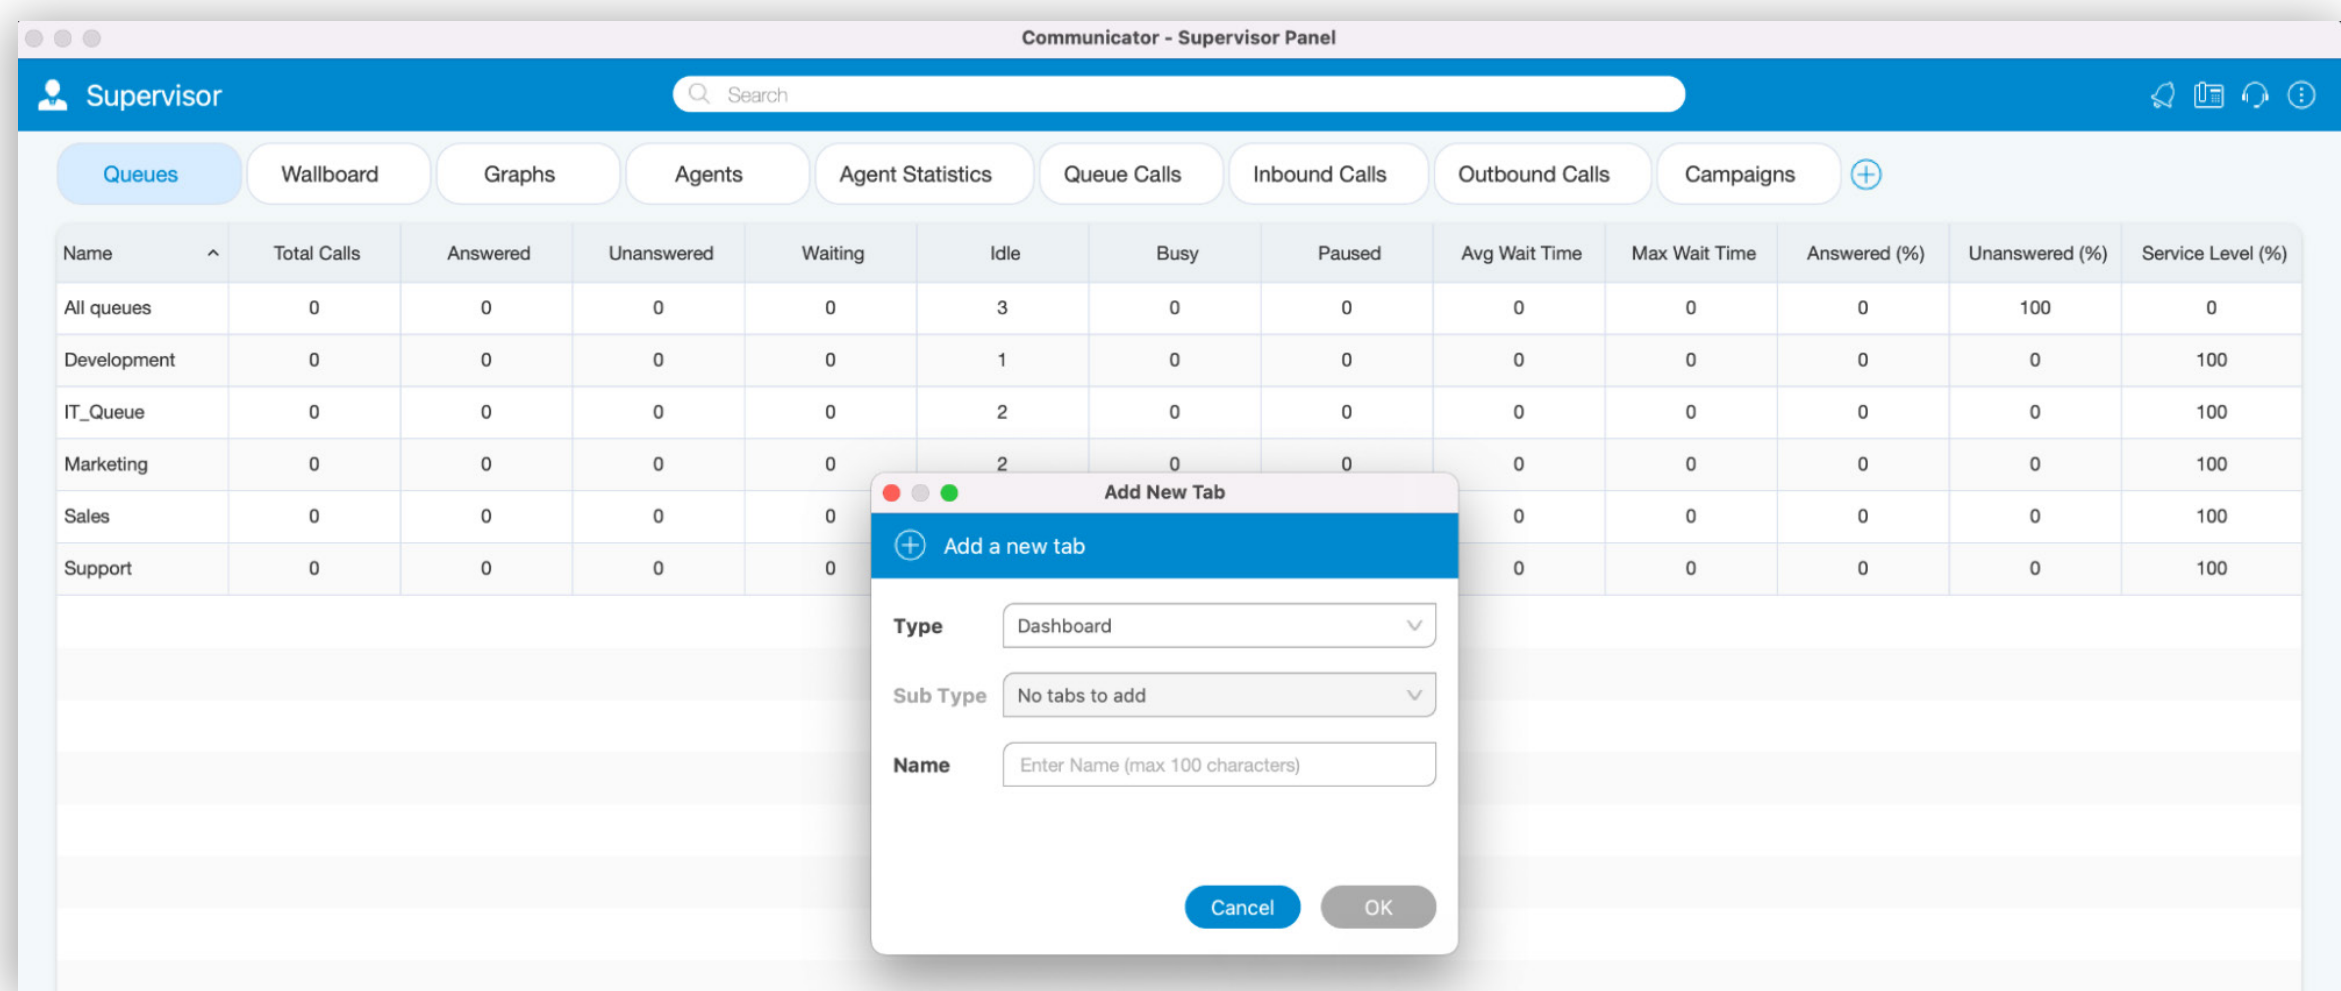 Communicator - Supervisor Panel
Supervisor Search
Queues Wallboard Graphs Agents Agent Statistics Queue Calls Inbound Calls Outbound Calls Campaigns
Name Total Calls Answered Unanswered Waiting Idle Busy Paused Avg Wait Time Max Wait Time Answered (%) Unanswered (%) Service Level (%)
All queues 0 0 0 0 3 0 0 0 0 0 100 0
Development 0 0 0 0 1 0 0 0 0 0 0 100
IT_Queue 0 0 0 0 2 0 0 0 0 0 0 100
Marketing 0 0 0 0 2 0 0 0 0 0 0 100
Sales 0 0 0 0 0 0 0 0 100
Support 0 0 0 0 0 0 0 0 100
Add New Tab
Add a new tab
Type Dashboard
Sub Type No tabs to add
Name Enter Name (max 100 characters)
Cancel OK